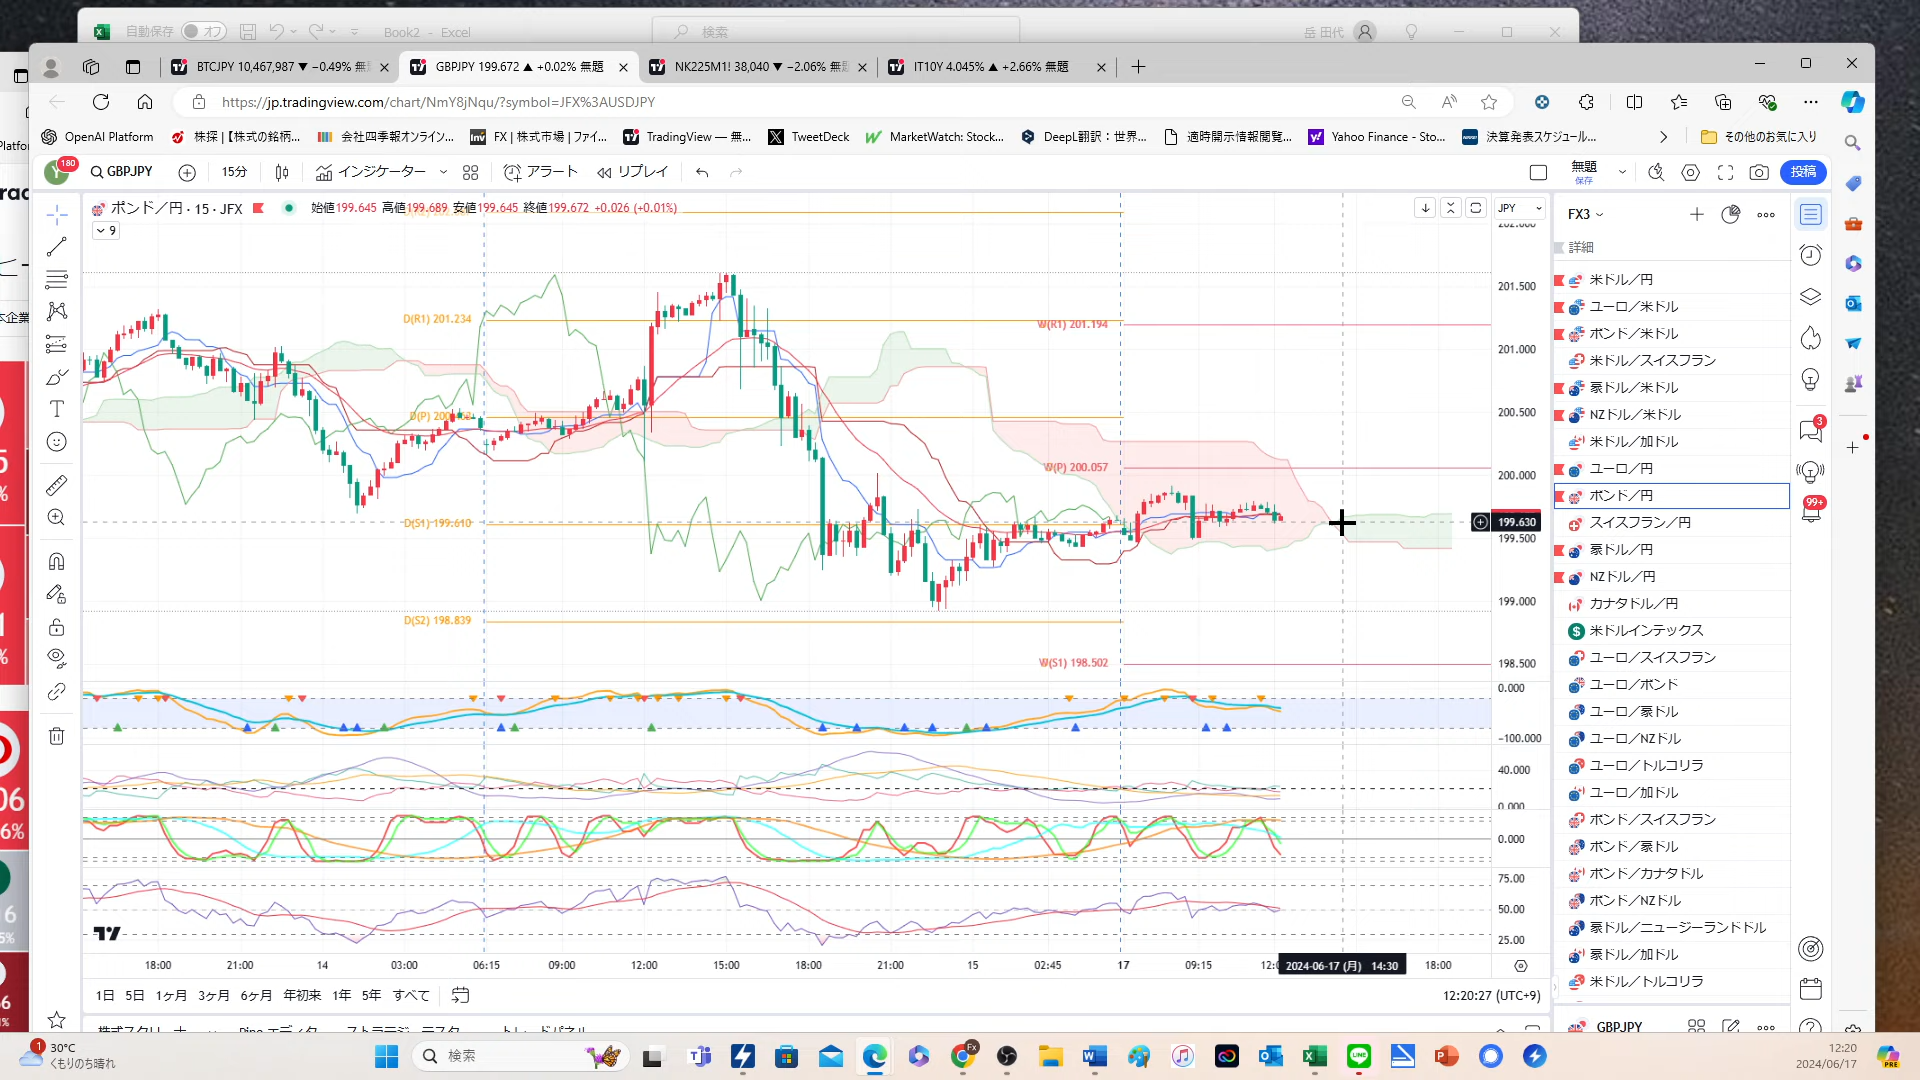 自動保存 オフ Book2 - Excel 検索 岳 田代
BTCJPY 10,467,987 ▼ −0.49% 無題
GBPJPY 199.672 ▲ +0.02% 無題
NK225M1! 38,040 ▼ −2.06% 無題
IT10Y 4.045% ▲ +2.66% 無題
https://jp.tradingview.com/chart/NmY8jNqu/?symbol=JFX%3AUSDJPY
OpenAI Platform 株探 |【株式の銘柄... 会社四季報オンライン... FX | 株式市場 | ファイ... TradingView — 無... TweetDeck MarketWatch: Stock... DeepL翻訳：世界... 適時開示情報閲覧... Yahoo Finance - Sto... 決算発表スケジュール... その他のお気に入り
Y 180 GBPJPY 15分 インジケーター アラート リプレイ 無題 保存 投稿
ポンド／円 · 15 · JFX 始値199.645 高値199.689 安値199.645 終値199.672 +0.026 (+0.01%)
9
JPY
202.000
201.500
201.000
200.500
200.000
199.630
199.500
199.000
198.500
D(R1) 201.234
D(S1) 199.610
D(S2) 198.839
W(R1) 201.194
W(P) 200.057
W(S1) 198.502
0.000
−100.000
40.000
0.000
0.000
75.00
50.00
25.00
18:00 21:00 14 03:00 06:15 09:00 12:00 15:00 18:00 21:00 15 02:45 17 09:15 2024-06-17 (月) 14:30 18:00
1日 5日 1ヶ月 3ヶ月 6ヶ月 年初来 1年 5年 すべて
12:20:27 (UTC+9)
FX3
詳細
米ドル／円
ユーロ／米ドル
ポンド／米ドル
米ドル／スイスフラン
豪ドル／米ドル
NZドル／米ドル
米ドル／加ドル
ユーロ／円
ポンド／円
スイスフラン／円
豪ドル／円
NZドル／円
カナダドル／円
米ドルインデックス
ユーロ／スイスフラン
ユーロ／ポンド
ユーロ／豪ドル
ユーロ／NZドル
ユーロ／トルコリラ
ユーロ／加ドル
ポンド／スイスフラン
ポンド／豪ドル
ポンド／カナダドル
ポンド／NZドル
豪ドル／ニュージーランドドル
豪ドル／加ドル
米ドル／トルコリラ
GBPJPY
3
99+
1
30°C
くもりのち晴れ
検索
12:20
2024/06/17